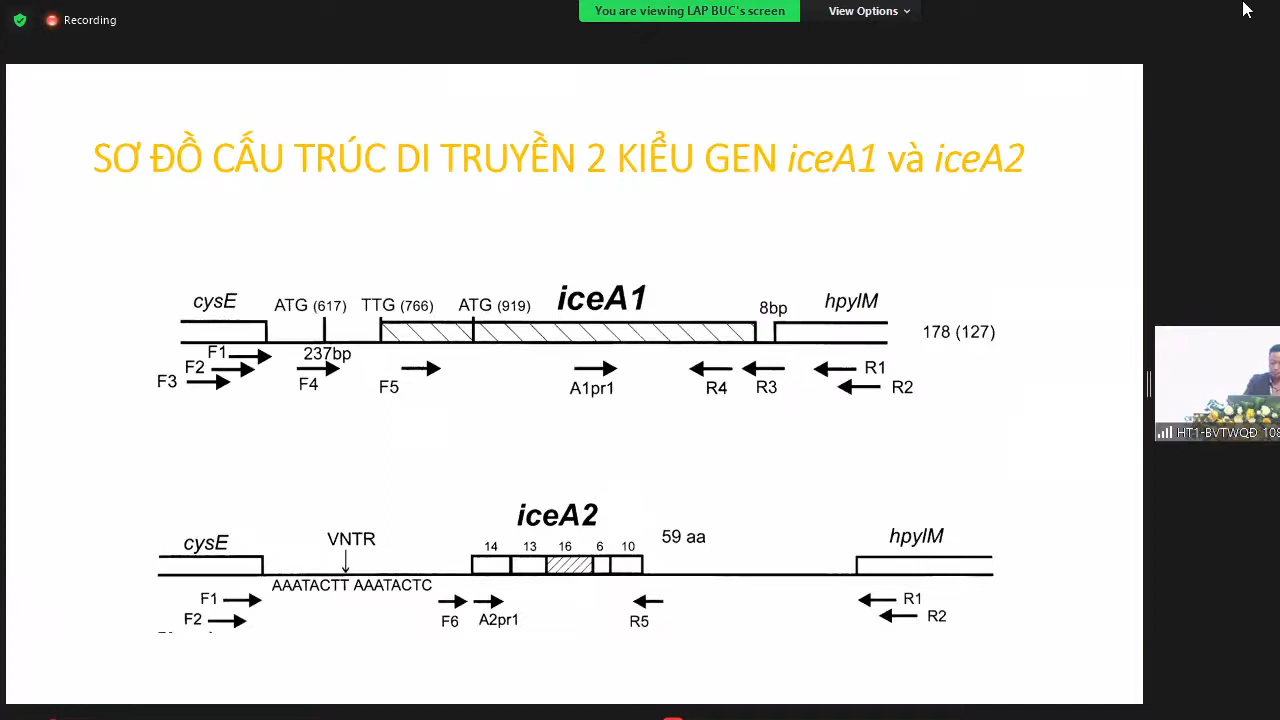 Recording
You are viewing LAP BUC's screen
View Options
SƠ ĐỒ CẤU TRÚC DI TRUYỀN 2 KIỂU GEN iceA1 và iceA2
cysE
ATG (617)
TTG (766)
ATG (919)
iceA1
8bp
hpyIM
178 (127)
F1
F2
F3
237bp
F4
F5
A1pr1
R4
R3
R1
R2
iceA2
cysE
VNTR
14 13 16 6 10
59 aa
hpyIM
AAATACTT AAATACTC
F1
F2
F6
A2pr1
R5
R1
R2
HT1-BVTWQĐ 108